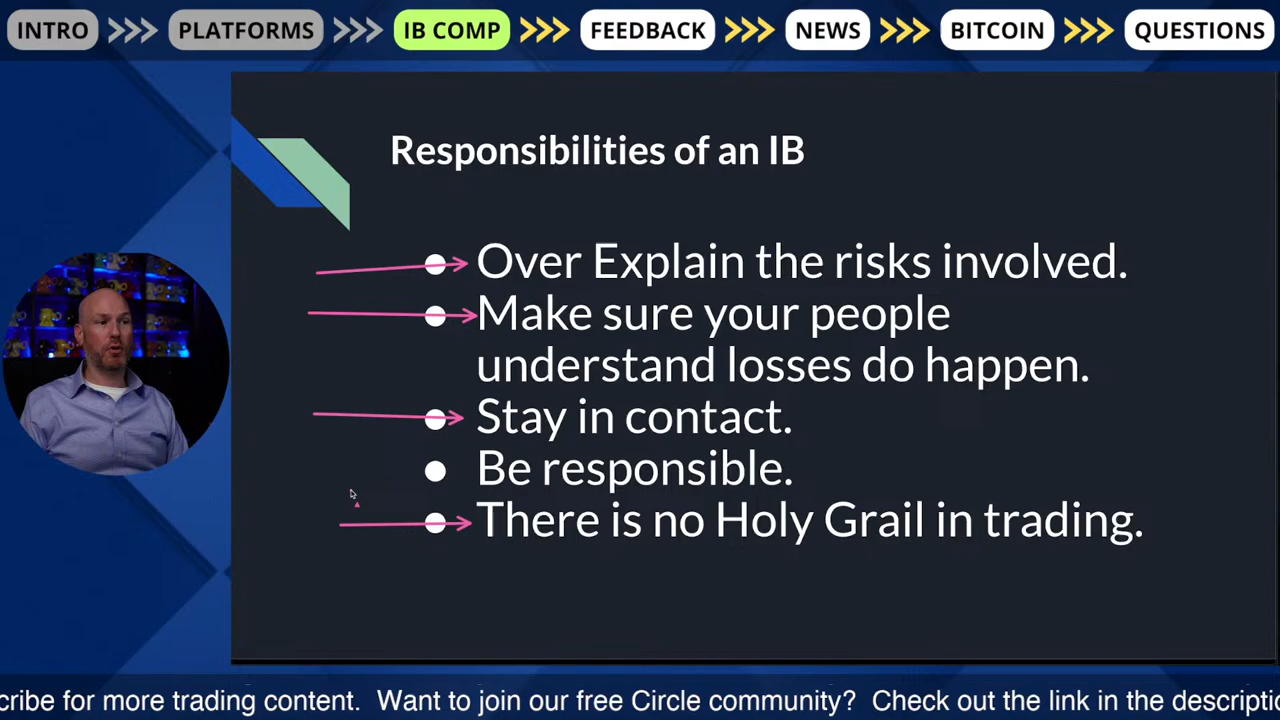 INTRO PLATFORMS IB COMP FEEDBACK NEWS BITCOIN QUESTIONS
Responsibilities of an IB
Over Explain the risks involved.
Make sure your people
understand losses do happen.
Stay in contact.
Be responsible.
There is no Holy Grail in trading.
cribe for more trading content. Want to join our free Circle community? Check out the link in the descriptio